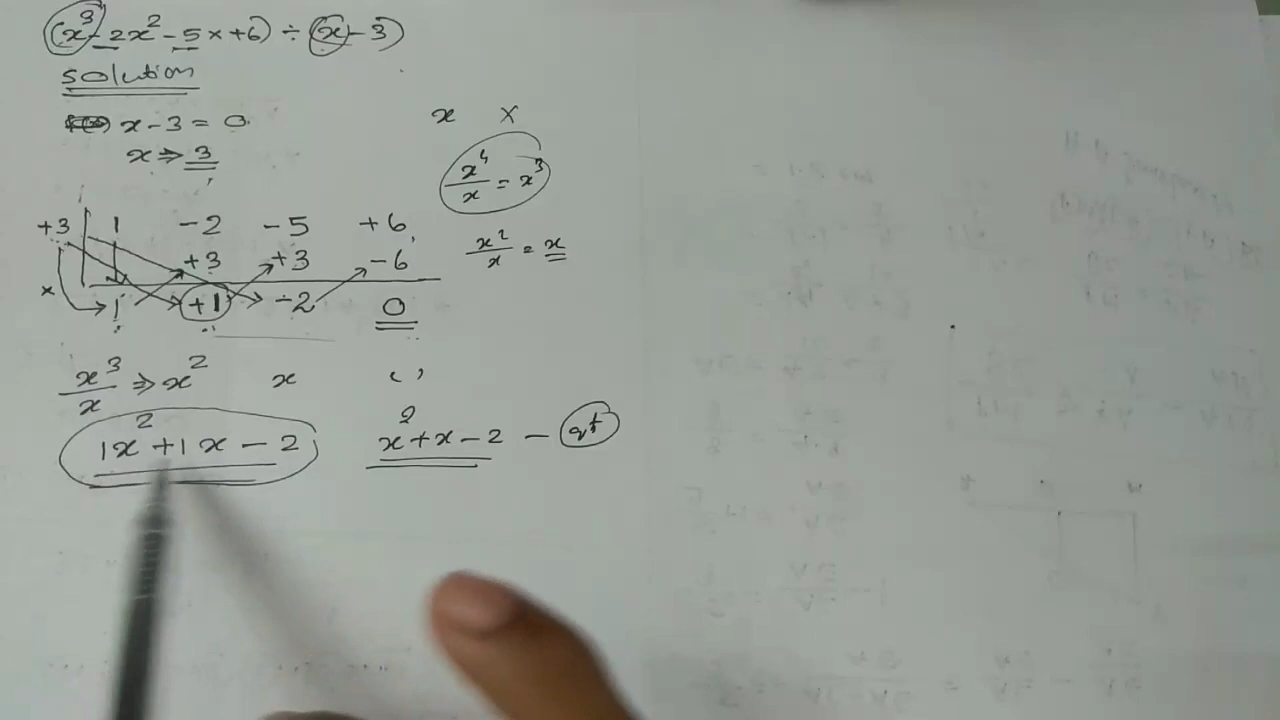 (x³ - 2x² - 5x + 6) ÷ (x - 3)
solution
x - 3 = 0
x ⇒ 3
x X
x⁴/x = x³
x²/x = x
+3 | 1 -2 -5 +6
+3 +3 -6
x 1 +1 -2 0
x³/x ⇒ x² x
1x² + 1x - 2 x² + x - 2 -